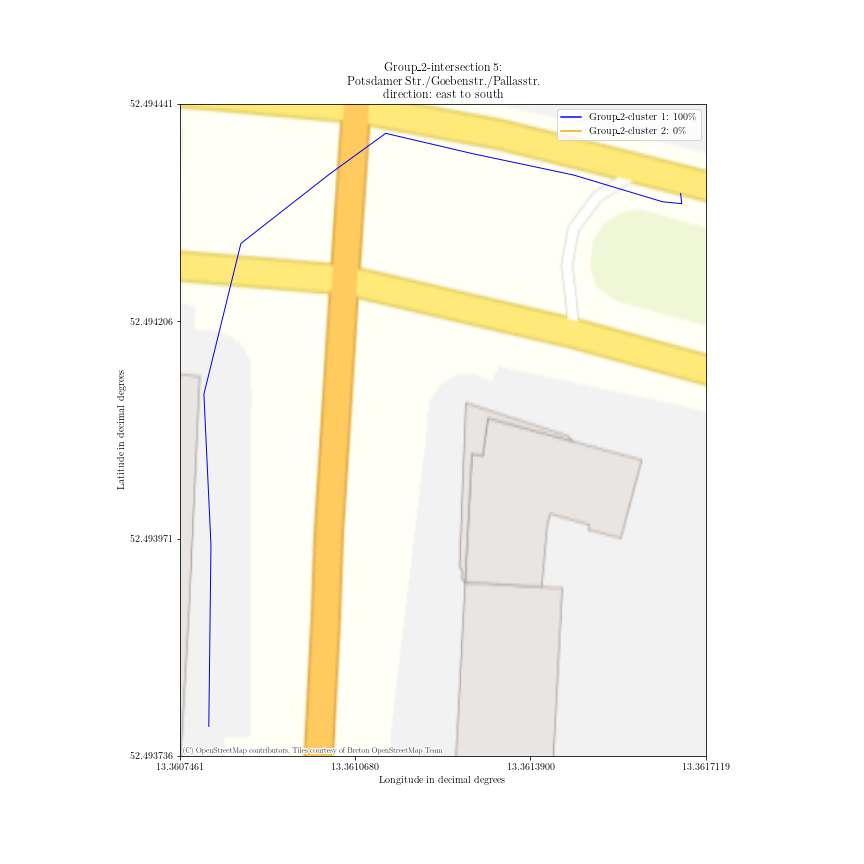 Group_2-intersection 5:
Potsdamer Str./Goebenstr./Pallasstr.
direction: east to south
52.494441
Group_2-cluster 1: 100%
Group_2-cluster 2: 0%
52.494206
Latitude in decimal degrees
52.493971
52.493736
(C) OpenStreetMap contributors, Tiles courtesy of Breton OpenStreetMap Team
13.3607461 13.3610680 13.3613900 13.3617119
Longitude in decimal degrees